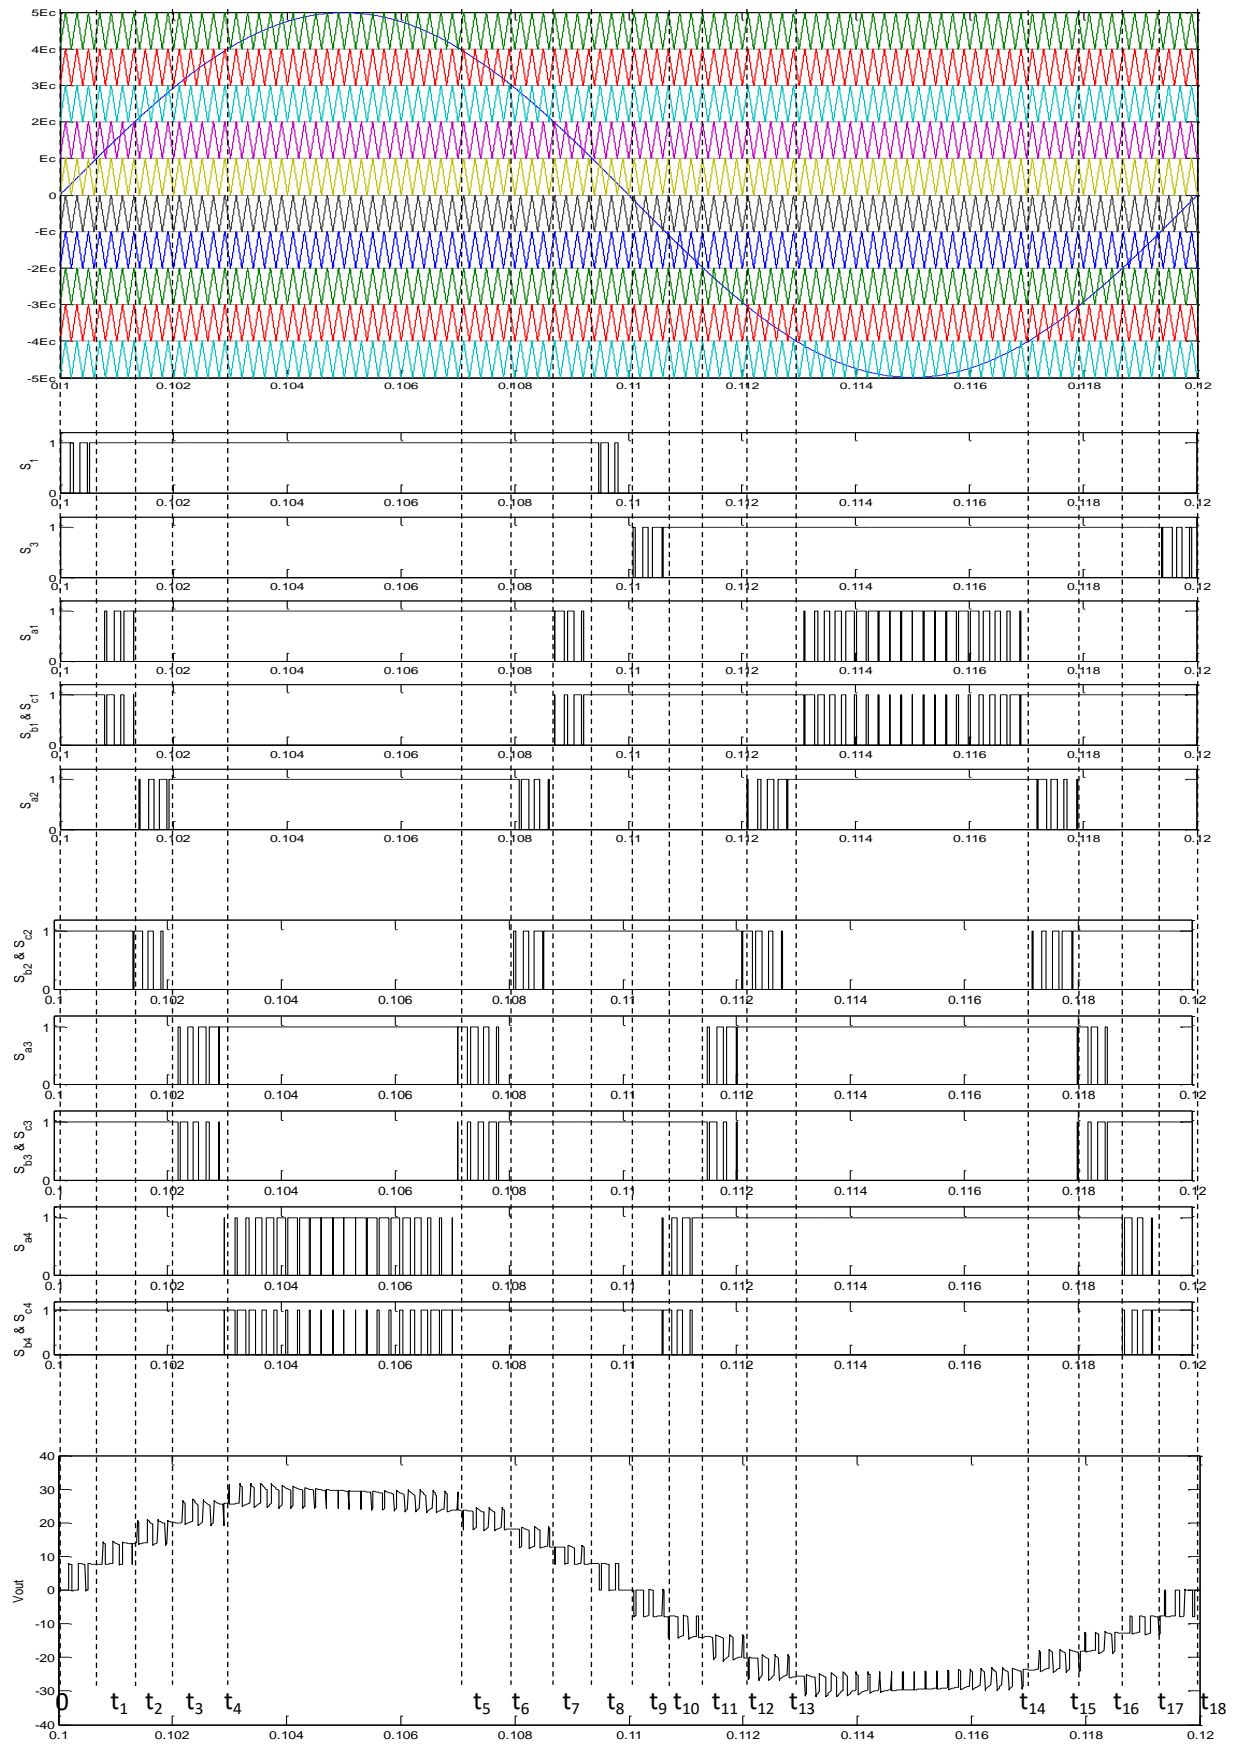 5Ec
4Ec
3Ec
2Ec
Ec
0
-Ec
-2Ec
-3Ec
-4Ec
-5Ec
0.1 0.102 0.104 0.106 0.108 0.11 0.112 0.114 0.116 0.118 0.12
S1
1
0
0.1 0.102 0.104 0.106 0.108 0.11 0.112 0.114 0.116 0.118 0.12
S3
1
0
0.1 0.102 0.104 0.106 0.108 0.11 0.112 0.114 0.116 0.118 0.12
Sa1
1
0
0.1 0.102 0.104 0.106 0.108 0.11 0.112 0.114 0.116 0.118 0.12
Sb1 & Sc1
1
0
0.1 0.102 0.104 0.106 0.108 0.11 0.112 0.114 0.116 0.118 0.12
Sa2
1
0
0.1 0.102 0.104 0.106 0.108 0.11 0.112 0.114 0.116 0.118 0.12
Sb2 & Sc2
1
0
0.1 0.102 0.104 0.106 0.108 0.11 0.112 0.114 0.116 0.118 0.12
Sa3
1
0
0.1 0.102 0.104 0.106 0.108 0.11 0.112 0.114 0.116 0.118 0.12
Sb3 & Sc3
1
0
0.1 0.102 0.104 0.106 0.108 0.11 0.112 0.114 0.116 0.118 0.12
Sa4
1
0
0.1 0.102 0.104 0.106 0.108 0.11 0.112 0.114 0.116 0.118 0.12
Sb4 & Sc4
1
0
0.1 0.102 0.104 0.106 0.108 0.11 0.112 0.114 0.116 0.118 0.12
Vout
40
30
20
10
0
-10
-20
-30
-40
0 t1 t2 t3 t4 t5 t6 t7 t8 t9 t10 t11 t12 t13 t14 t15 t16 t17 t18
0.1 0.102 0.104 0.106 0.108 0.11 0.112 0.114 0.116 0.118 0.12